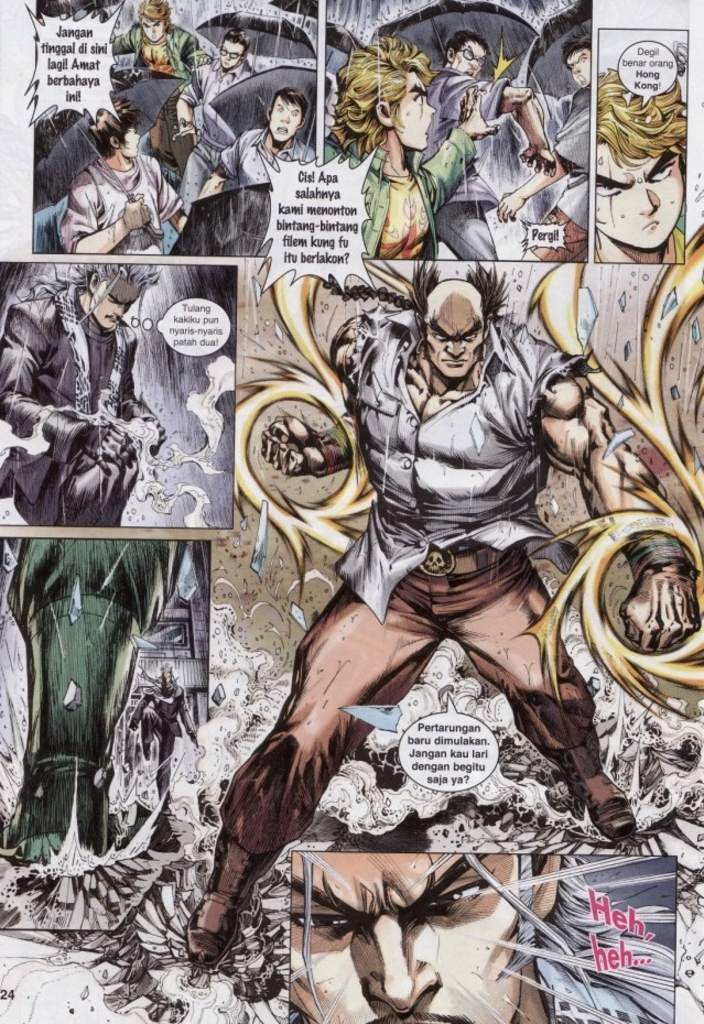 Jangan
tinggal di sini
lagi! Amat
berbahaya
ini!
Cis! Apa
salahnya
kami menonton
bintang-bintang
filem kung fu
itu berlakon?
Pergi!
Degil
benar orang
Hong
Kong!
Tulang
kakiku pun
nyaris-nyaris
patah dua!
Pertarungan
baru dimulakan.
Jangan kau lari
dengan begitu
saja ya?
Heh,
heh...
24